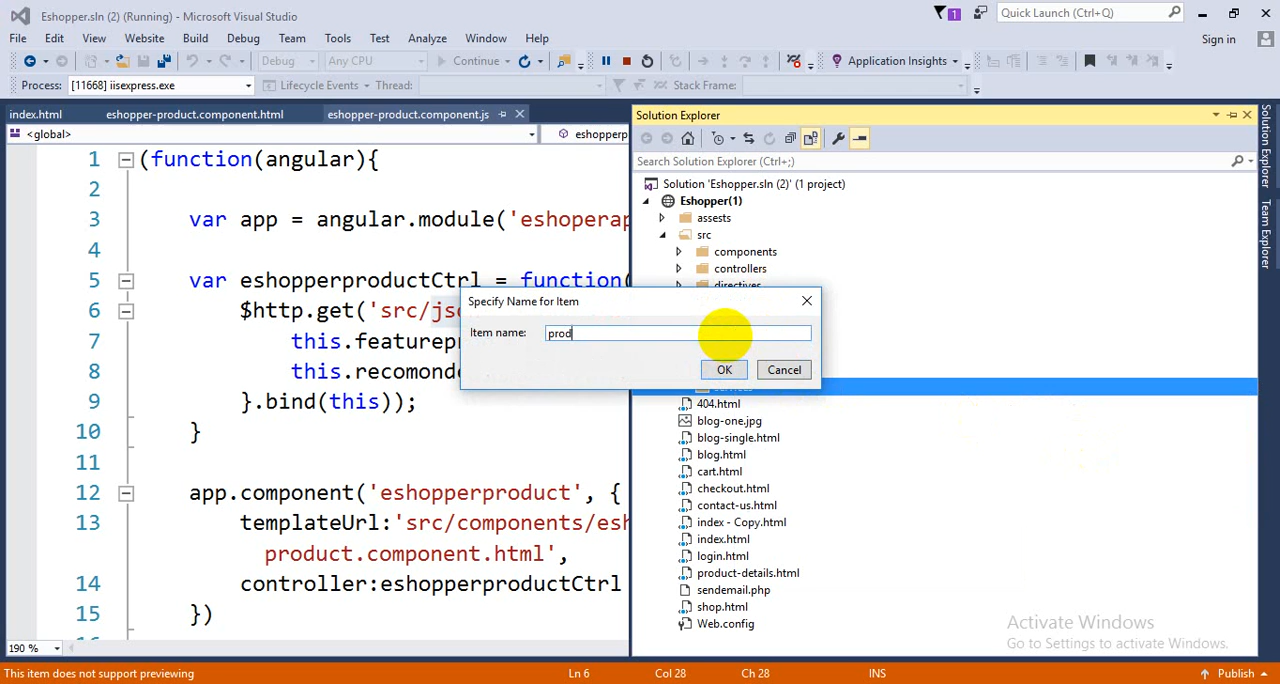 Eshopper.sln (2) (Running) - Microsoft Visual Studio
1
Quick Launch (Ctrl+Q)
File Edit View Website Build Debug Team Tools Test Analyze Window Help
Sign in
Debug Any CPU Continue Application Insights
Process: [11668] iisexpress.exe Lifecycle Events Thread: Stack Frame:
index.html eshopper-product.component.html eshopper-product.component.js
<global> eshopperp
1 (function(angular){
2
3 var app = angular.module('eshoperap
4
5 var eshopperproductCtrl = function(
6 $http.get('src/js
7 this.featurep
8 this.recomond
9 }.bind(this));
10 }
11
12 app.component('eshopperproduct', {
13 templateUrl:'src/components/esh
product.component.html',
14 controller:eshopperproductCtrl
15 })
190 %
Specify Name for Item
Item name: prod
OK Cancel
Solution Explorer
Search Solution Explorer (Ctrl+;)
Solution 'Eshopper.sln (2)' (1 project)
Eshopper(1)
assests
src
components
controllers
directives
404.html
blog-one.jpg
blog-single.html
blog.html
cart.html
checkout.html
contact-us.html
index - Copy.html
index.html
login.html
product-details.html
sendemail.php
shop.html
Web.config
Solution Explorer
Team Explorer
Activate Windows
Go to Settings to activate Windows.
This item does not support previewing Ln 6 Col 28 Ch 28 INS Publish